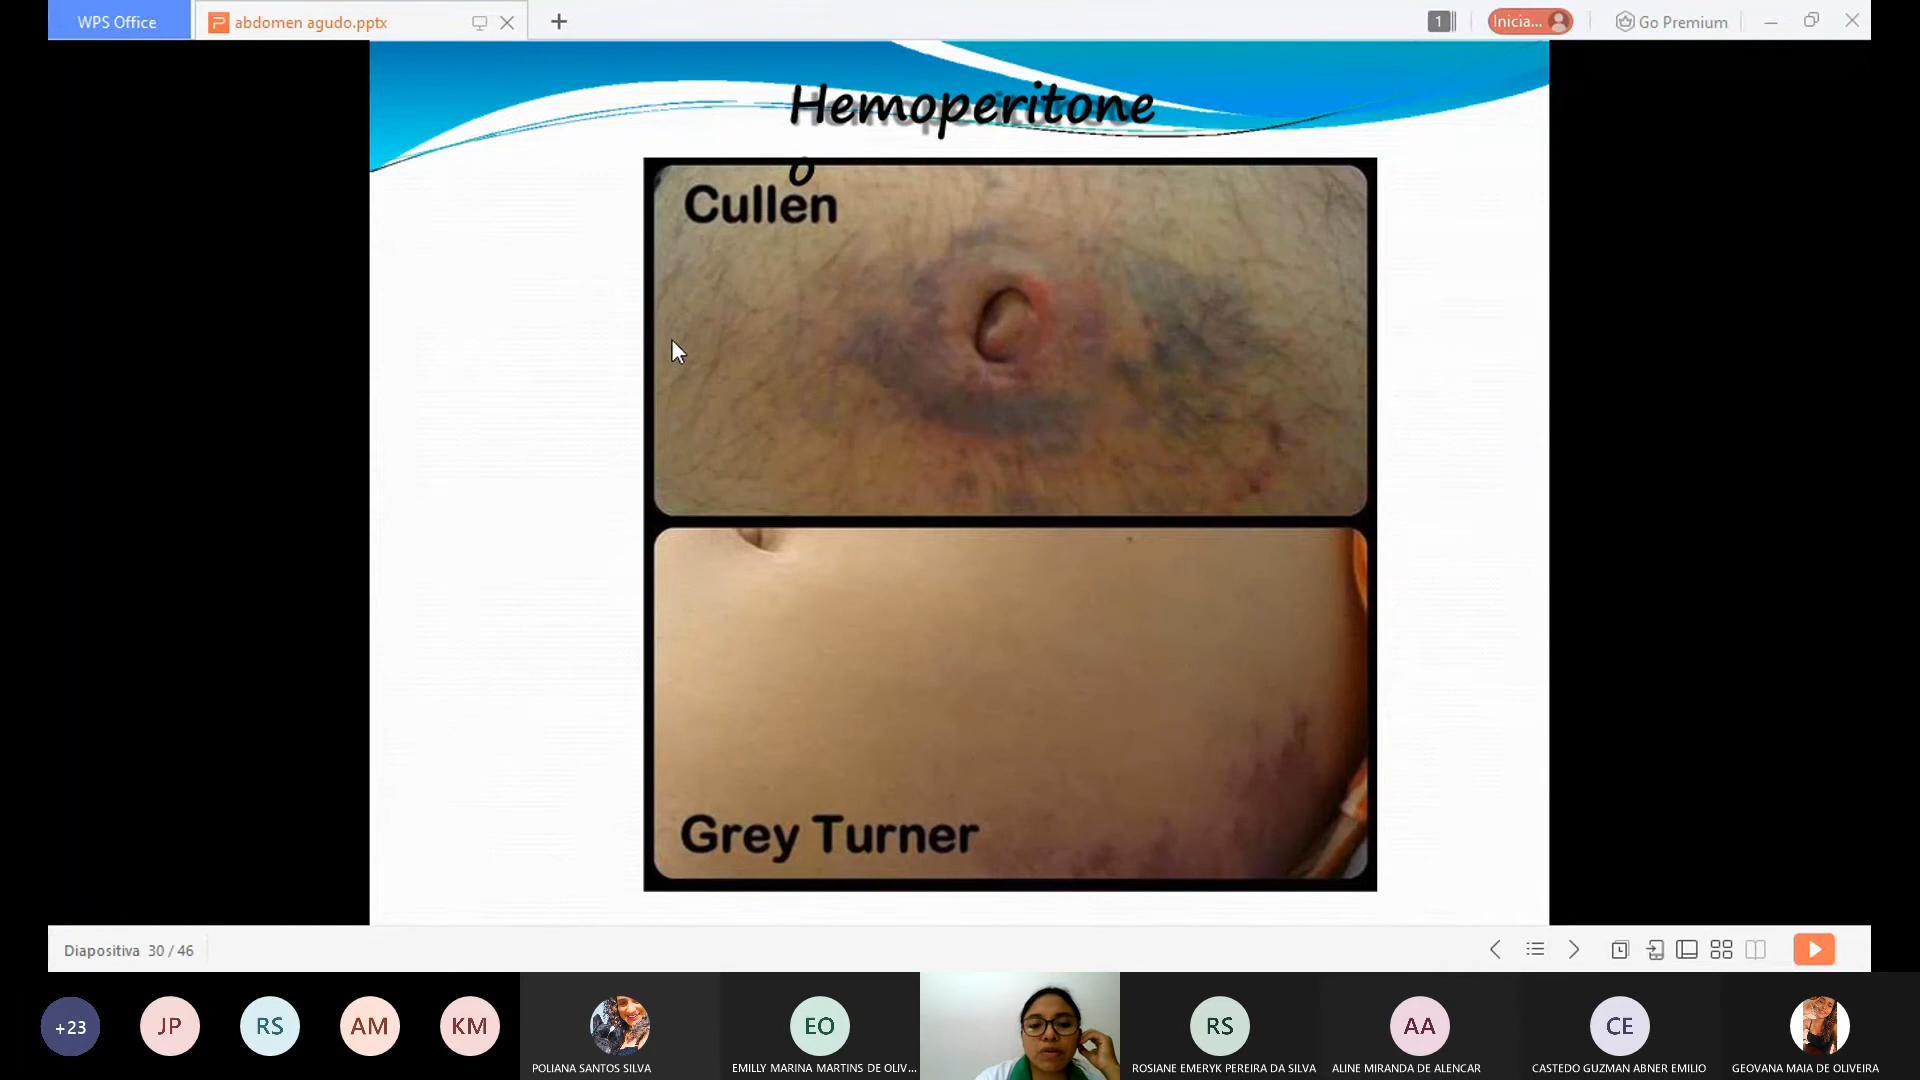 WPS Office
abdomen agudo.pptx
1
Inicia...
Go Premium
Hemoperitone
o
Cullen
Grey Turner
Diapositiva 30 / 46
+23
JP
RS
AM
KM
POLIANA SANTOS SILVA
EO
EMILLY MARINA MARTINS DE OLIV...
RS
ROSIANE EMERYK PEREIRA DA SILVA
AA
ALINE MIRANDA DE ALENCAR
CE
CASTEDO GUZMAN ABNER EMILIO
GEOVANA MAIA DE OLIVEIRA